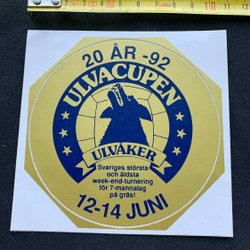 20 ÅR -92
ULVACUPEN
ULVÅKER
Sveriges största
och äldsta
week-end-turnering
för 7-mannalag
på gräs!
12-14 JUNI